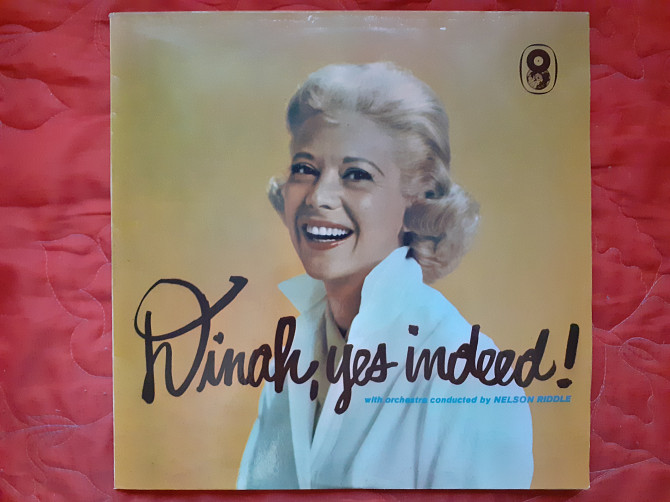 Dinah, yes indeed!
with orchestra conducted by NELSON RIDDLE